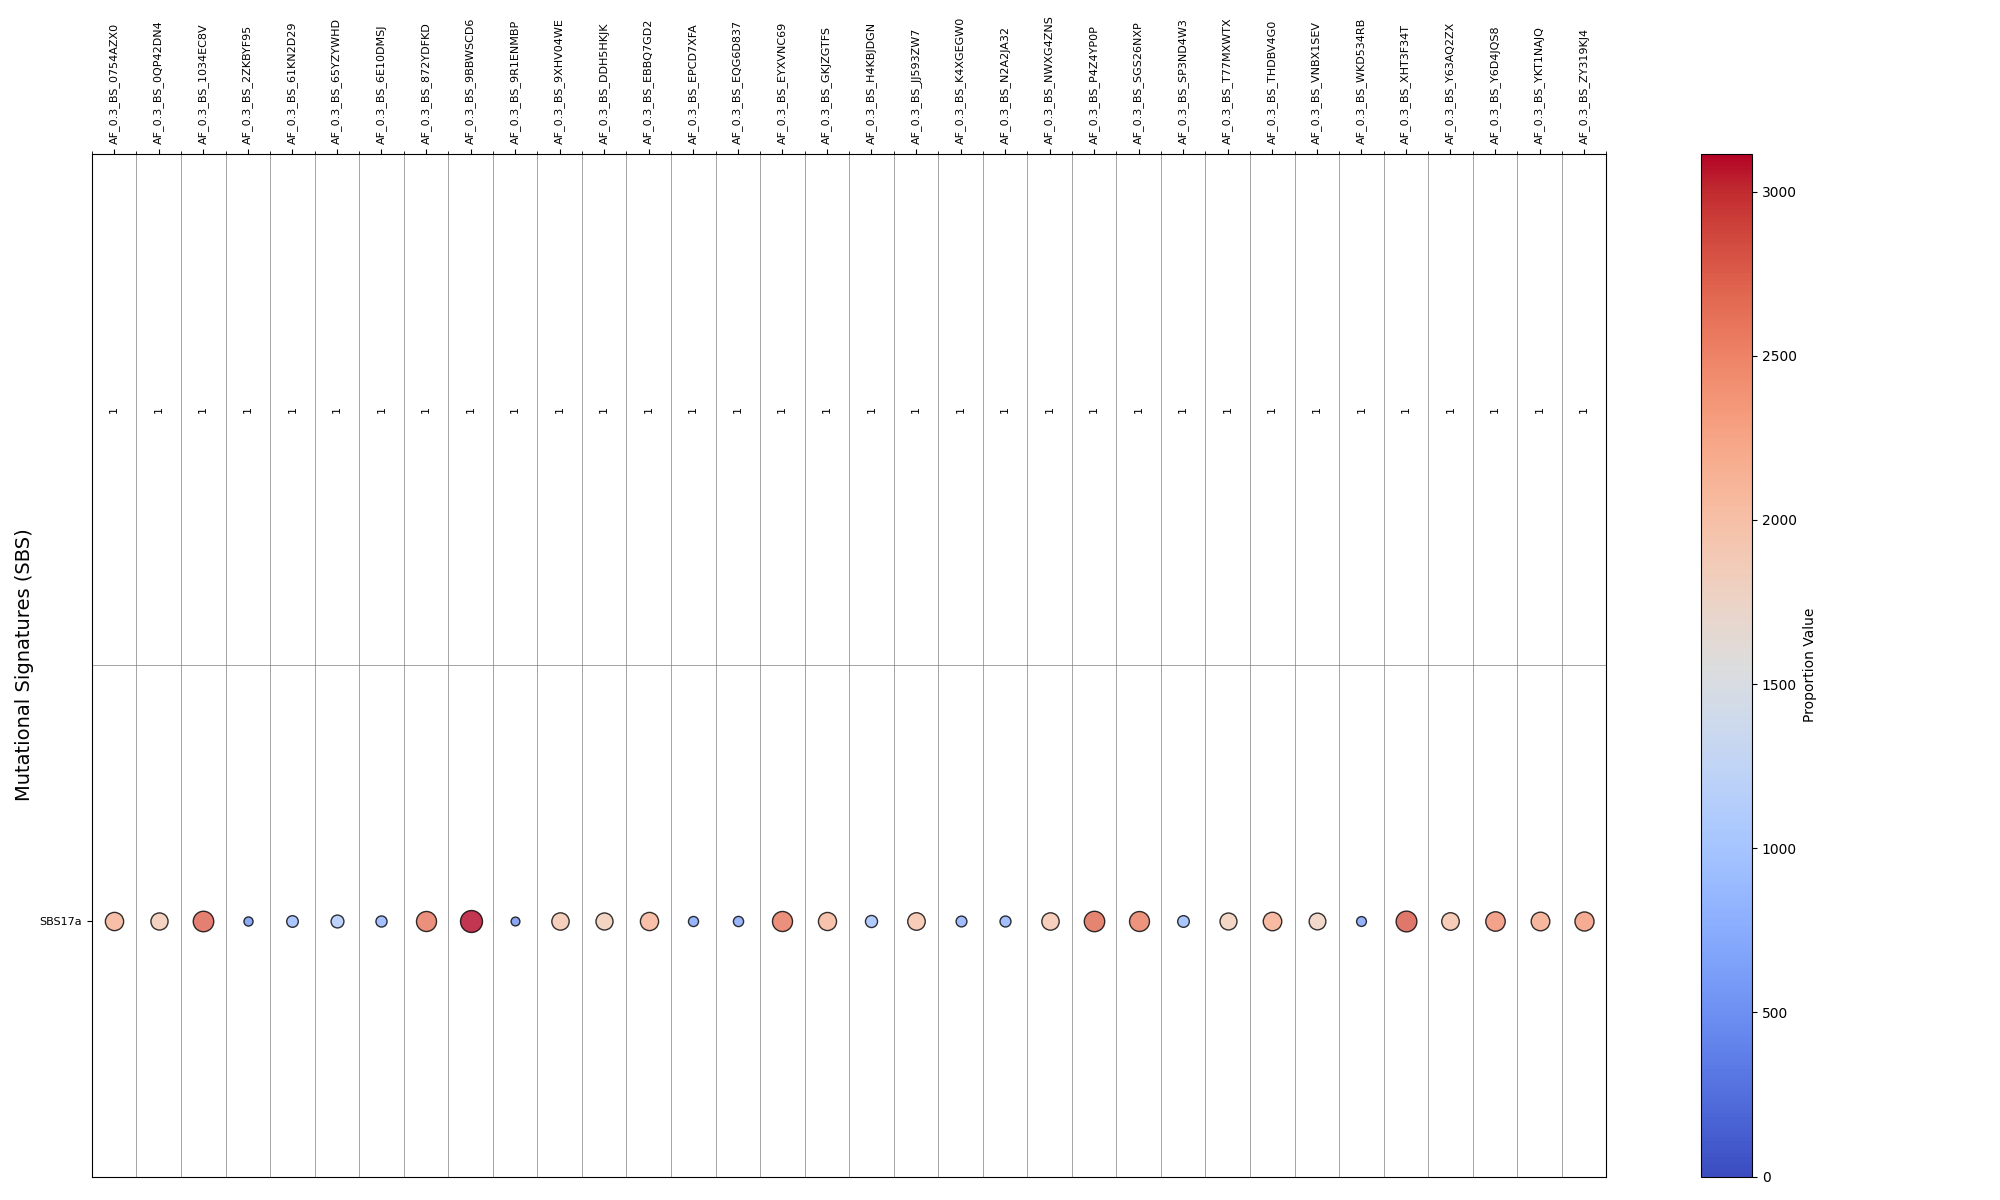 AF_0.3_BS_0754AZX0
AF_0.3_BS_0QP42DN4
AF_0.3_BS_1034EC8V
AF_0.3_BS_2ZKBYF95
AF_0.3_BS_61KN2D29
AF_0.3_BS_65YZYWHD
AF_0.3_BS_6E10DMSJ
AF_0.3_BS_872YDFKD
AF_0.3_BS_9BBWSCD6
AF_0.3_BS_9R1ENMBP
AF_0.3_BS_9XHV04WE
AF_0.3_BS_DDH5HKJK
AF_0.3_BS_EBBQ7GD2
AF_0.3_BS_EPCD7XFA
AF_0.3_BS_EQG6D837
AF_0.3_BS_EYXVNC69
AF_0.3_BS_GKJZGTFS
AF_0.3_BS_H4KBJDGN
AF_0.3_BS_JJ593ZW7
AF_0.3_BS_K4XGEGW0
AF_0.3_BS_N2A2JA32
AF_0.3_BS_NWXG4ZNS
AF_0.3_BS_P4Z4YP0P
AF_0.3_BS_SGS26NXP
AF_0.3_BS_SP3ND4W3
AF_0.3_BS_T77MXWTX
AF_0.3_BS_THDBV4G0
AF_0.3_BS_VNBX1SEV
AF_0.3_BS_WKD534RB
AF_0.3_BS_XHT3F34T
AF_0.3_BS_Y63AQ2ZX
AF_0.3_BS_Y6D4JQS8
AF_0.3_BS_YKT1NAJQ
AF_0.3_BS_ZY319KJ4
1 1 1 1 1 1 1 1 1 1 1 1 1 1 1 1 1 1 1 1 1 1 1 1 1 1 1 1 1 1 1 1 1 1
Mutational Signatures (SBS)
SBS17a
3000
2500
2000
1500
1000
500
0
Proportion Value